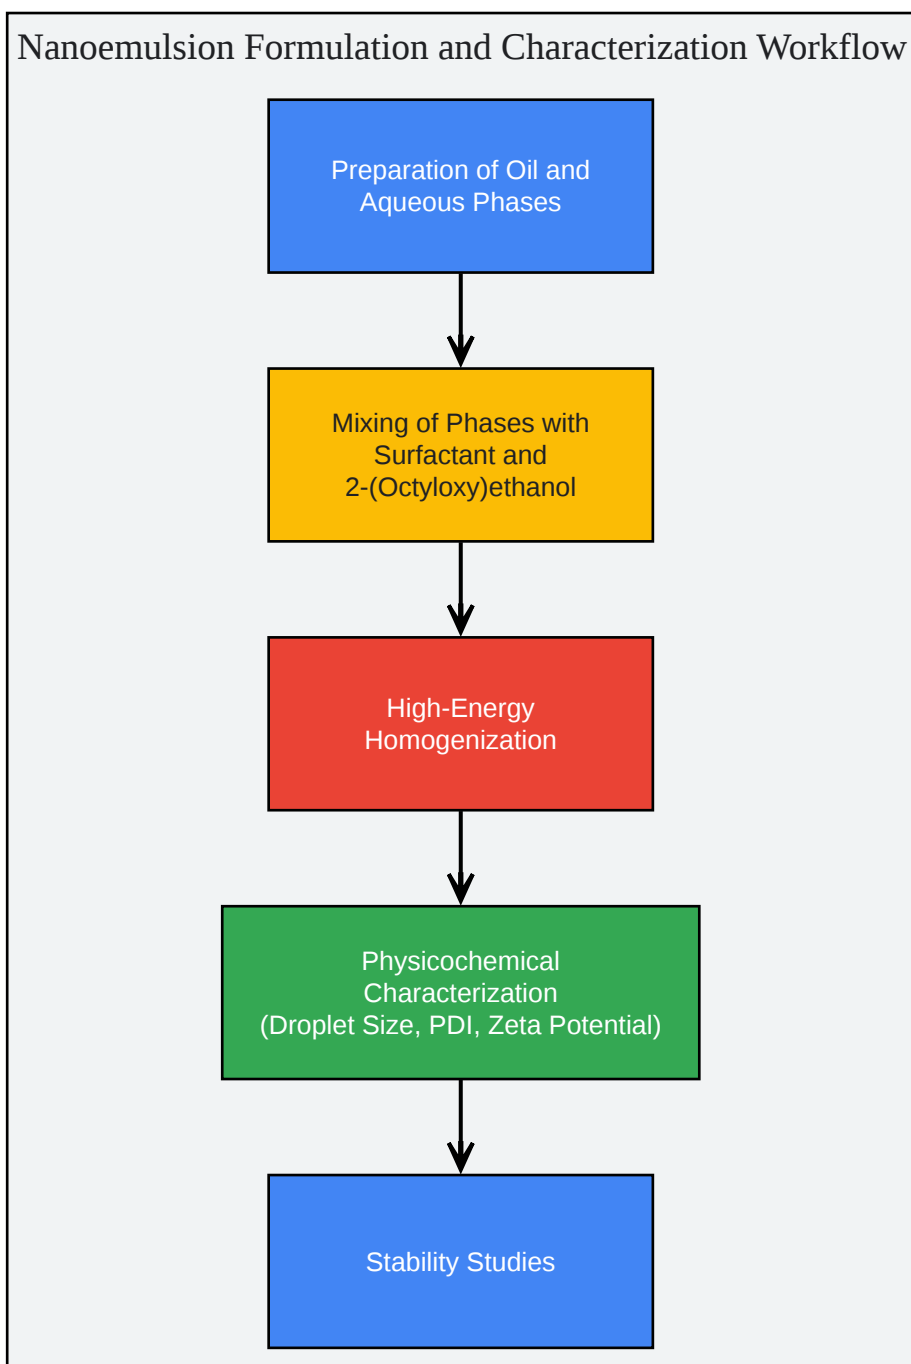 Nanoemulsion Formulation and Characterization Workflow
Preparation of Oil and
Aqueous Phases
Mixing of Phases with
Surfactant and
2-(Octyloxy)ethanol
High-Energy
Homogenization
Physicochemical
Characterization
(Droplet Size, PDI, Zeta Potential)
Stability Studies